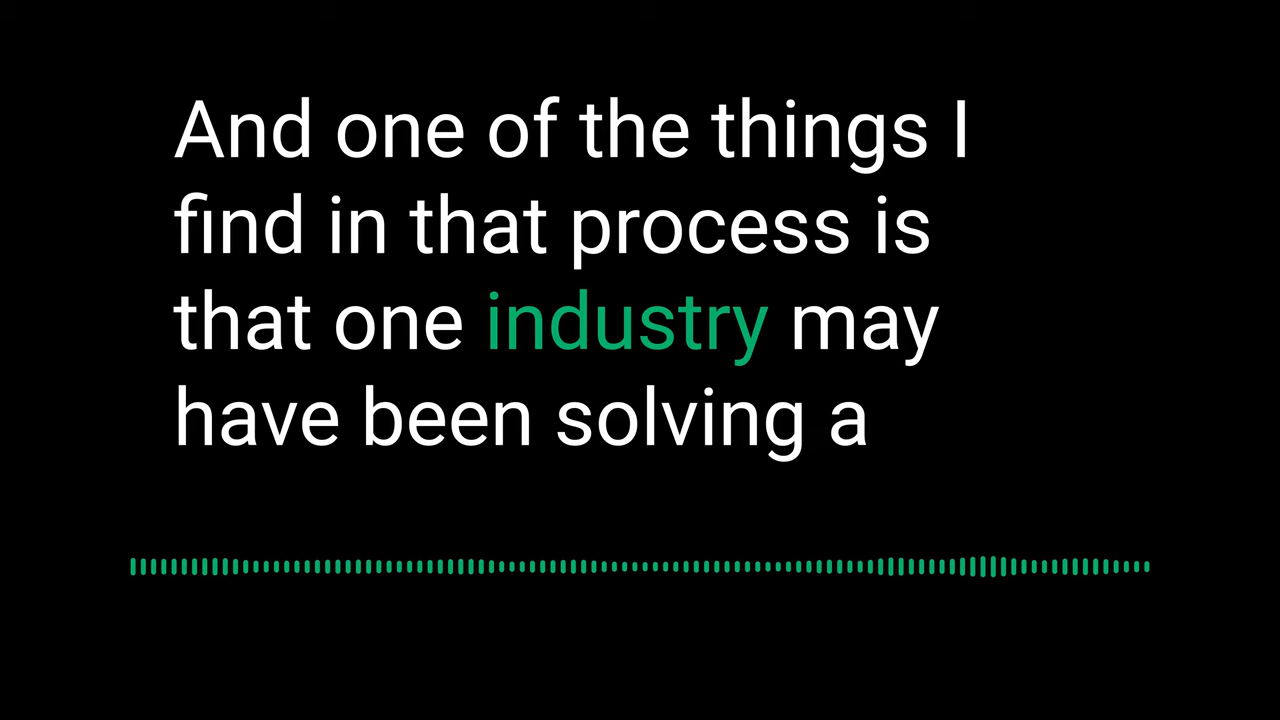 And one of the things I
find in that process is
that one industry may
have been solving a